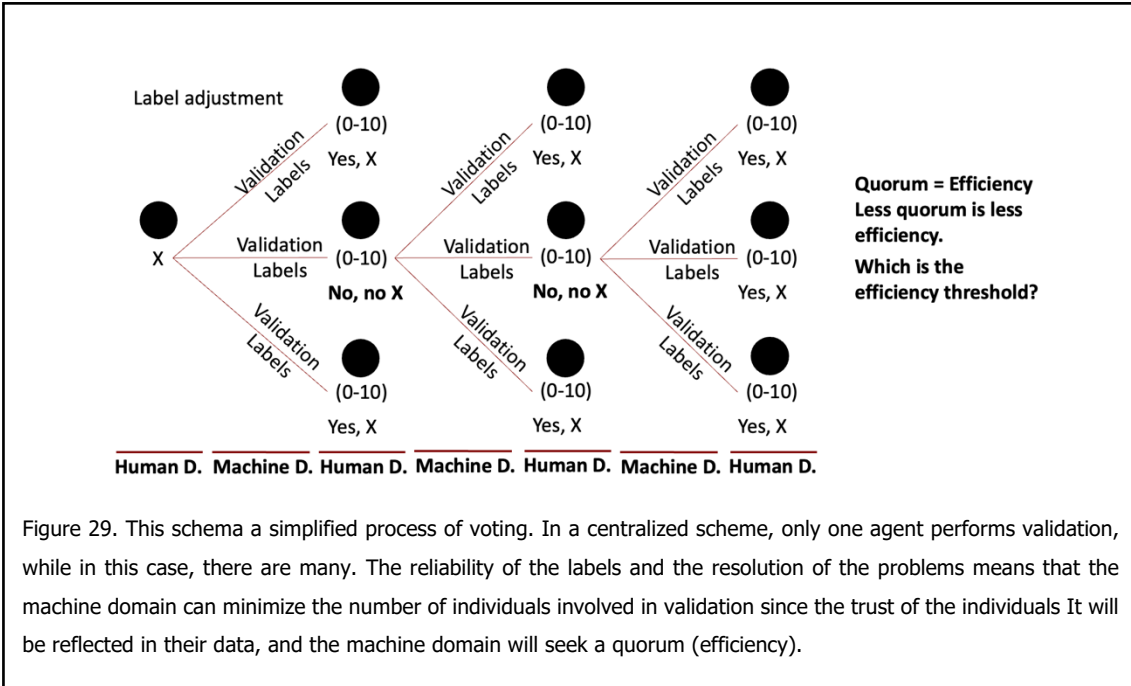 Label adjustment
(0-10) (0-10) (0-10)
Yes, X Yes, X Yes, X
Validation Labels Validation Labels Validation Labels
X
Validation Labels (0-10) Validation Labels (0-10) Validation Labels (0-10)
No, no X No, no X Yes, X
Validation Labels Validation Labels Validation Labels
(0-10) (0-10) (0-10)
Yes, X Yes, X Yes, X
Quorum = Efficiency
Less quorum is less
efficiency.
Which is the
efficiency threshold?
Human D. Machine D. Human D. Machine D. Human D. Machine D. Human D.
Figure 29. This schema a simplified process of voting. In a centralized scheme, only one agent performs validation,
while in this case, there are many. The reliability of the labels and the resolution of the problems means that the
machine domain can minimize the number of individuals involved in validation since the trust of the individuals It will
be reflected in their data, and the machine domain will seek a quorum (efficiency).